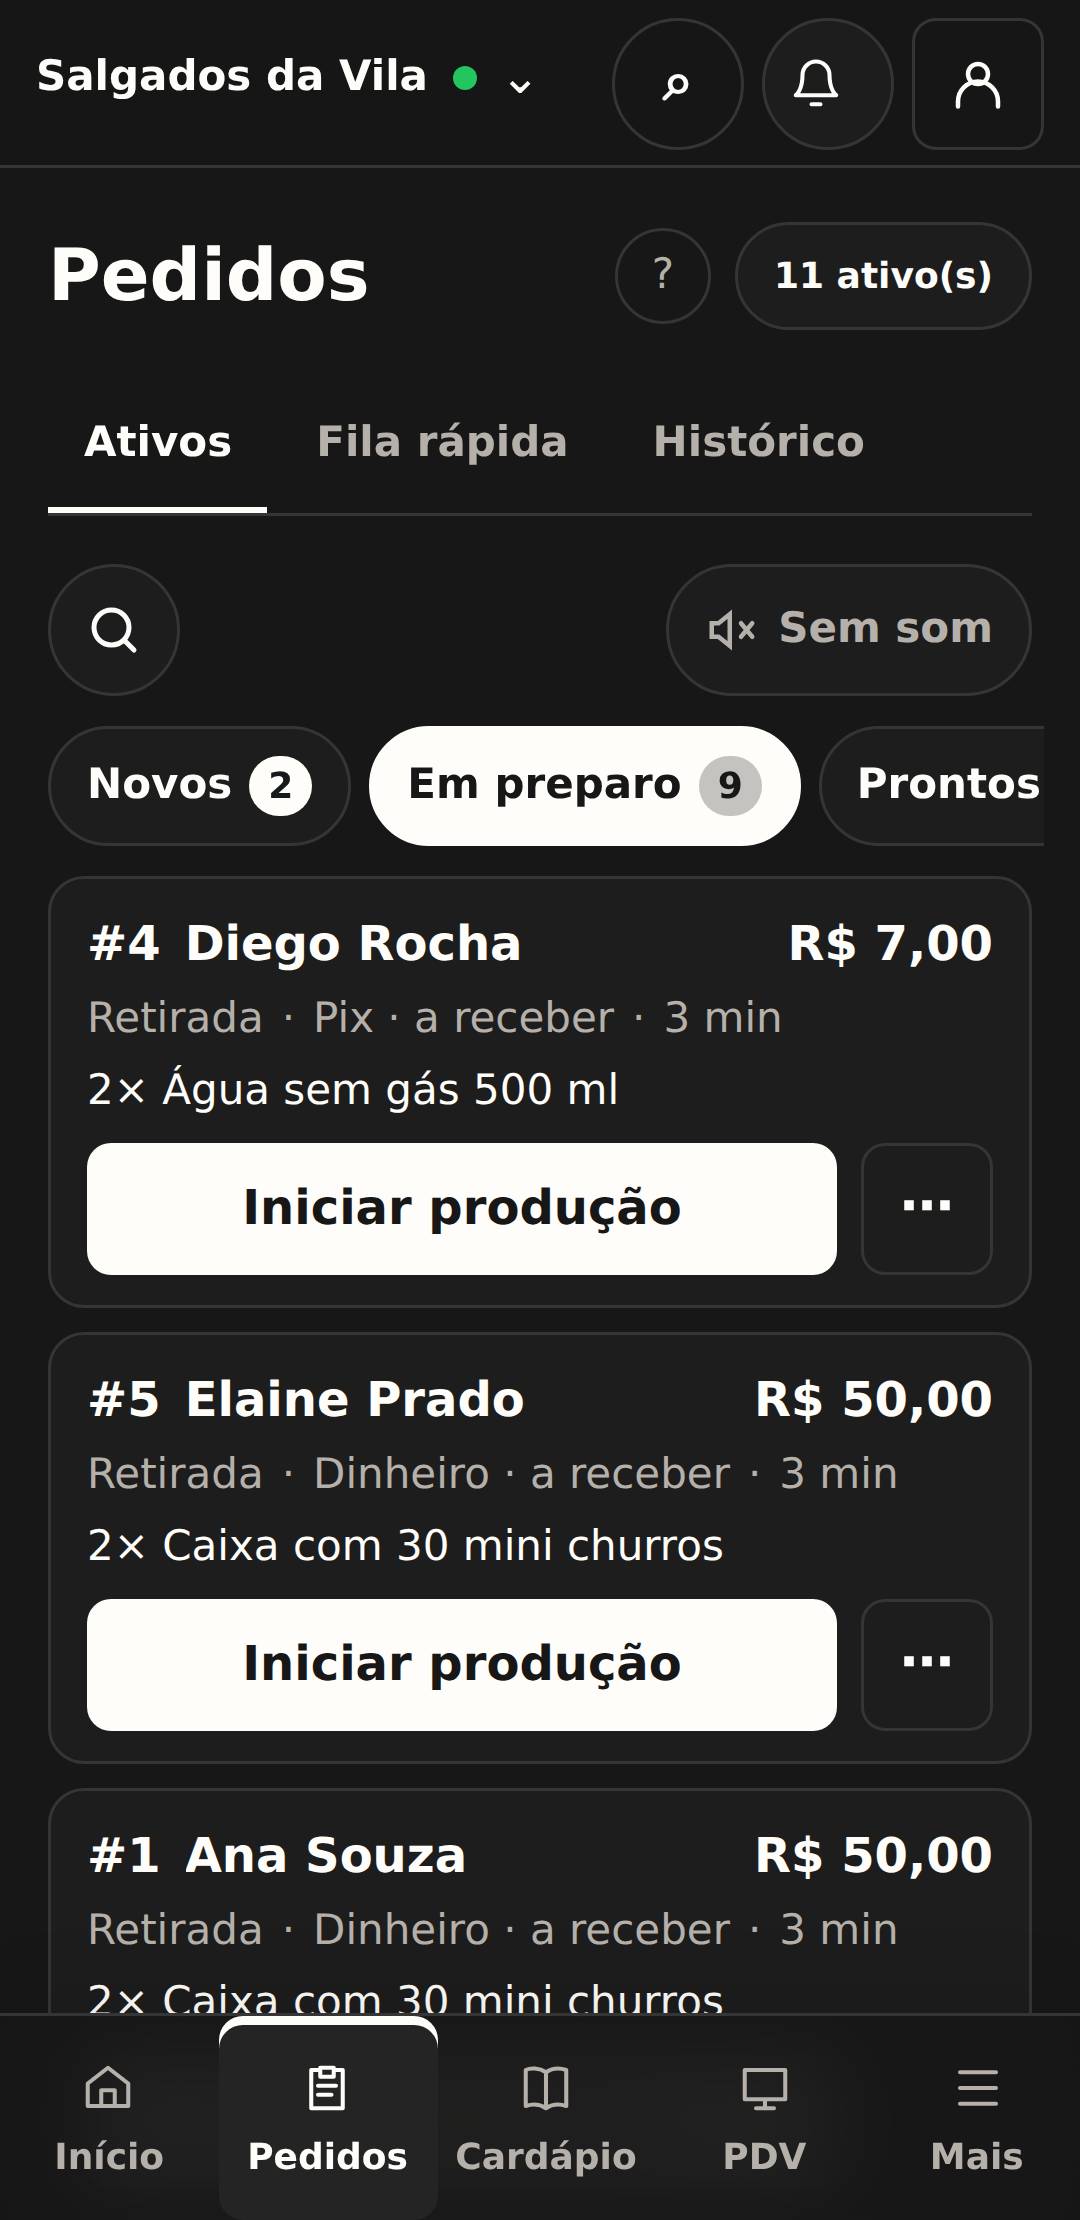 Salgados da Vila
Pedidos
?
11 ativo(s)
Ativos Fila rápida Histórico
Sem som
Novos 2 Em preparo 9 Prontos
#4 Diego Rocha R$ 7,00
Retirada · Pix · a receber · 3 min
2× Água sem gás 500 ml
Iniciar produção ...
#5 Elaine Prado R$ 50,00
Retirada · Dinheiro · a receber · 3 min
2× Caixa com 30 mini churros
Iniciar produção ...
#1 Ana Souza R$ 50,00
Retirada · Dinheiro · a receber · 3 min
2× Caixa com 30 mini churros
Início Pedidos Cardápio PDV Mais